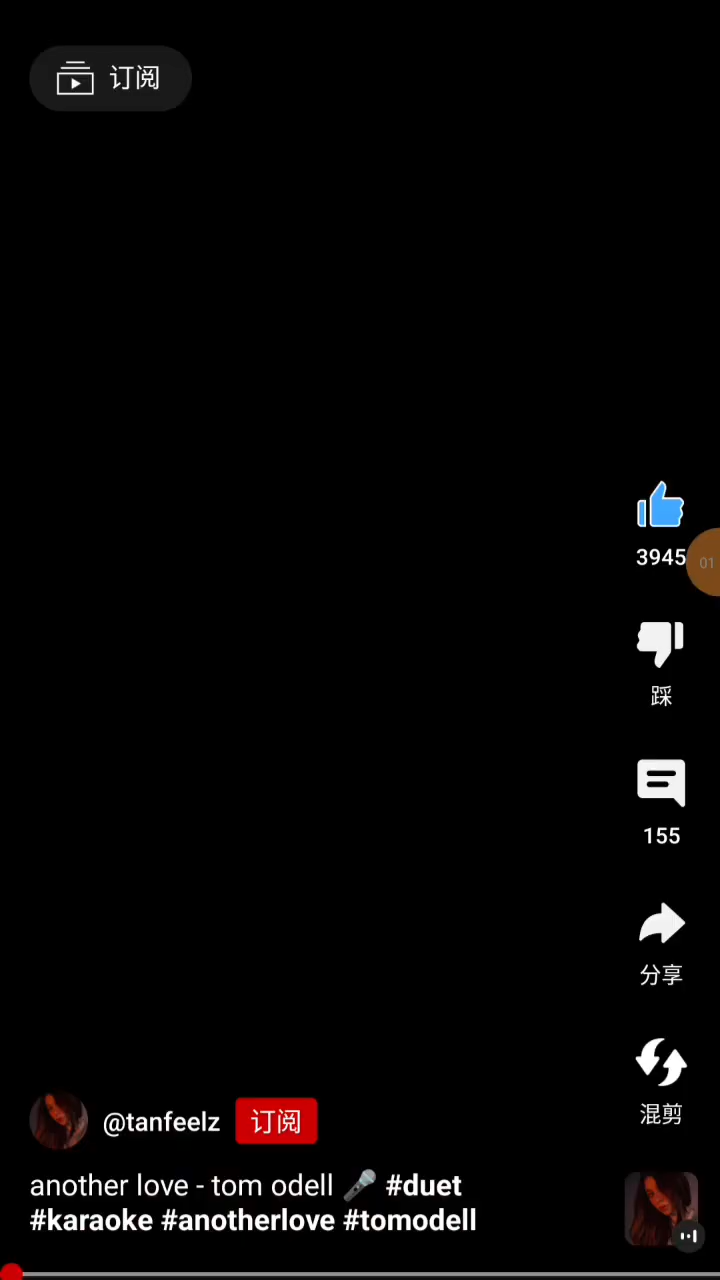 订阅
3945
01
踩
155
分享
混剪
@tanfeelz 订阅
another love - tom odell 🎤 #duet
#karaoke #anotherlove #tomodell